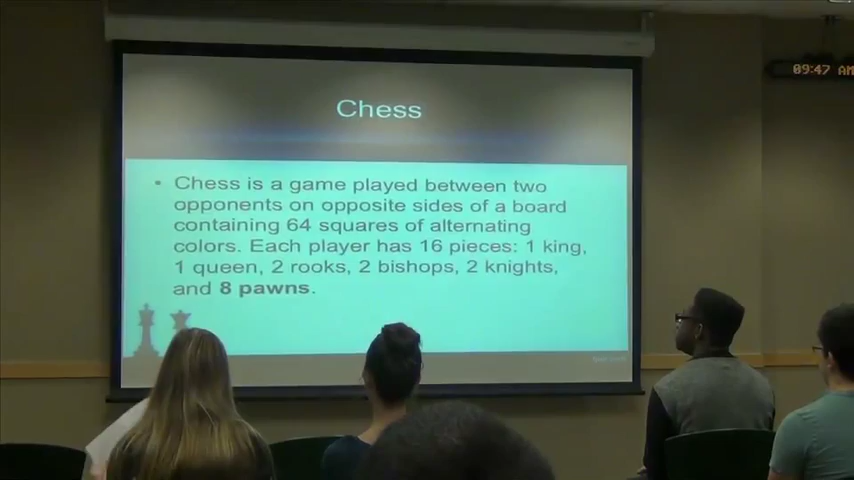 09:47 AM
Chess
• Chess is a game played between two
opponents on opposite sides of a board
containing 64 squares of alternating
colors. Each player has 16 pieces: 1 king,
1 queen, 2 rooks, 2 bishops, 2 knights,
and 8 pawns.